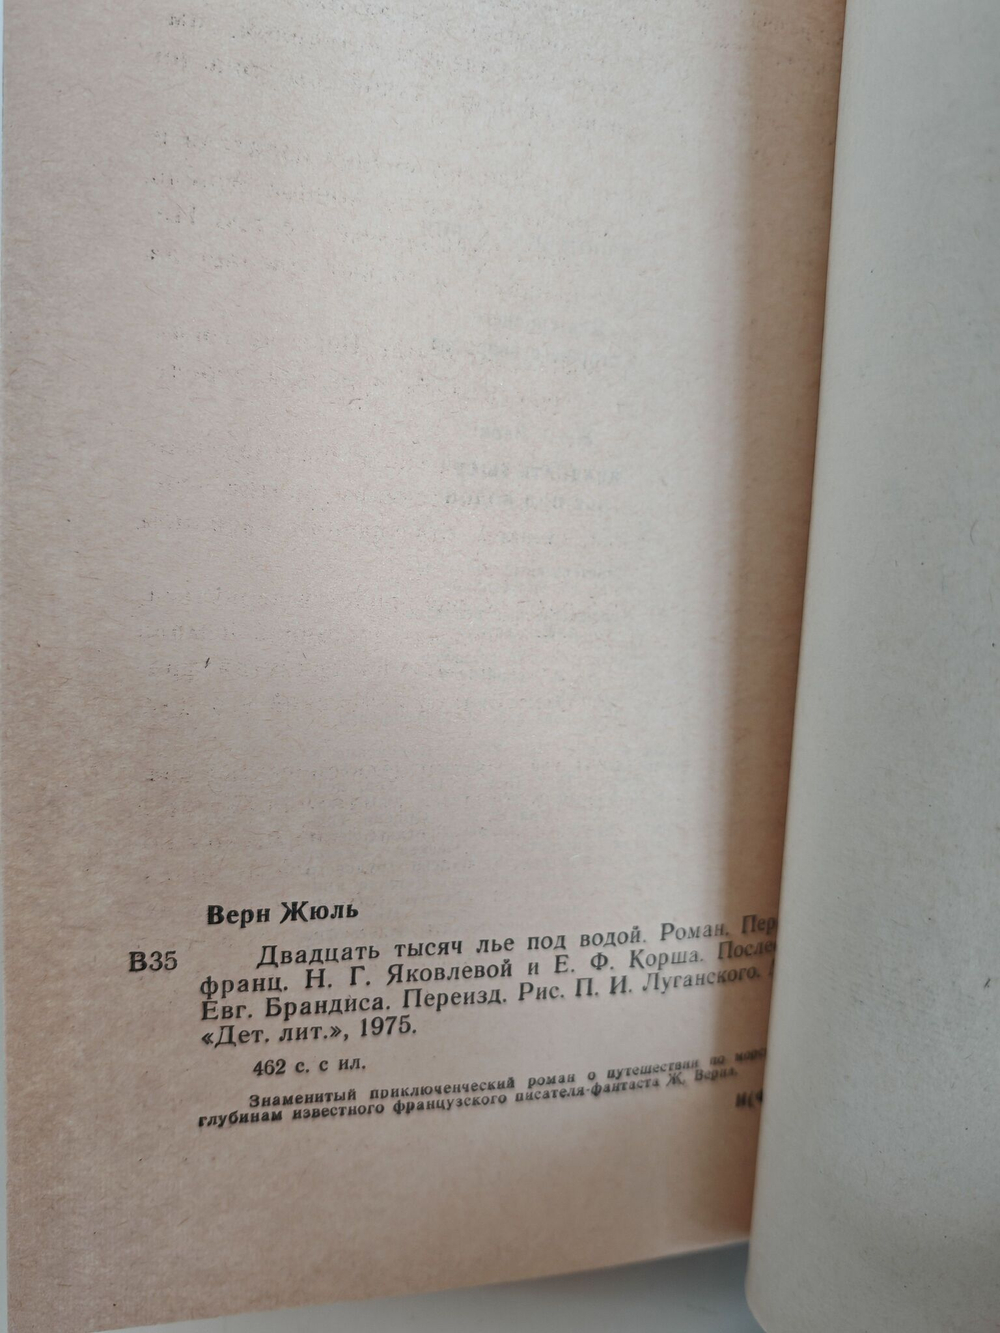 Верн Жюль
В35 Двадцать тысяч лье под водой. Роман. Пер
франц. Н. Г. Яковлевой и Е. Ф. Корша. После
Евг. Брандиса. Переизд. Рис. П. И. Луганского.
«Дет. лит.», 1975.
462 с. с ил.
Знаменитый приключенческий роман о путешествии по морс
глубинам известного французского писателя-фантаста Ж. Верна.